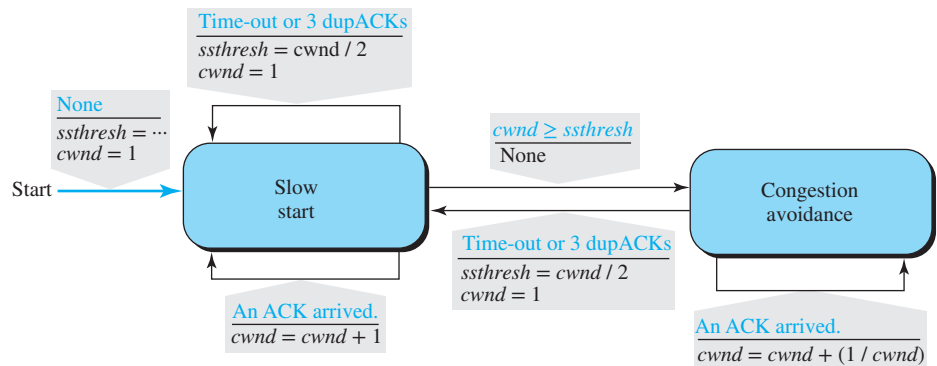 Time-out or 3 dupACKs
ssthresh = cwnd / 2
cwnd = 1
None
ssthresh = ...
cwnd = 1
Start
Slow
start
cwnd ≥ ssthresh
None
Congestion
avoidance
Time-out or 3 dupACKs
ssthresh = cwnd / 2
cwnd = 1
An ACK arrived.
cwnd = cwnd + 1
An ACK arrived.
cwnd = cwnd + (1 / cwnd)